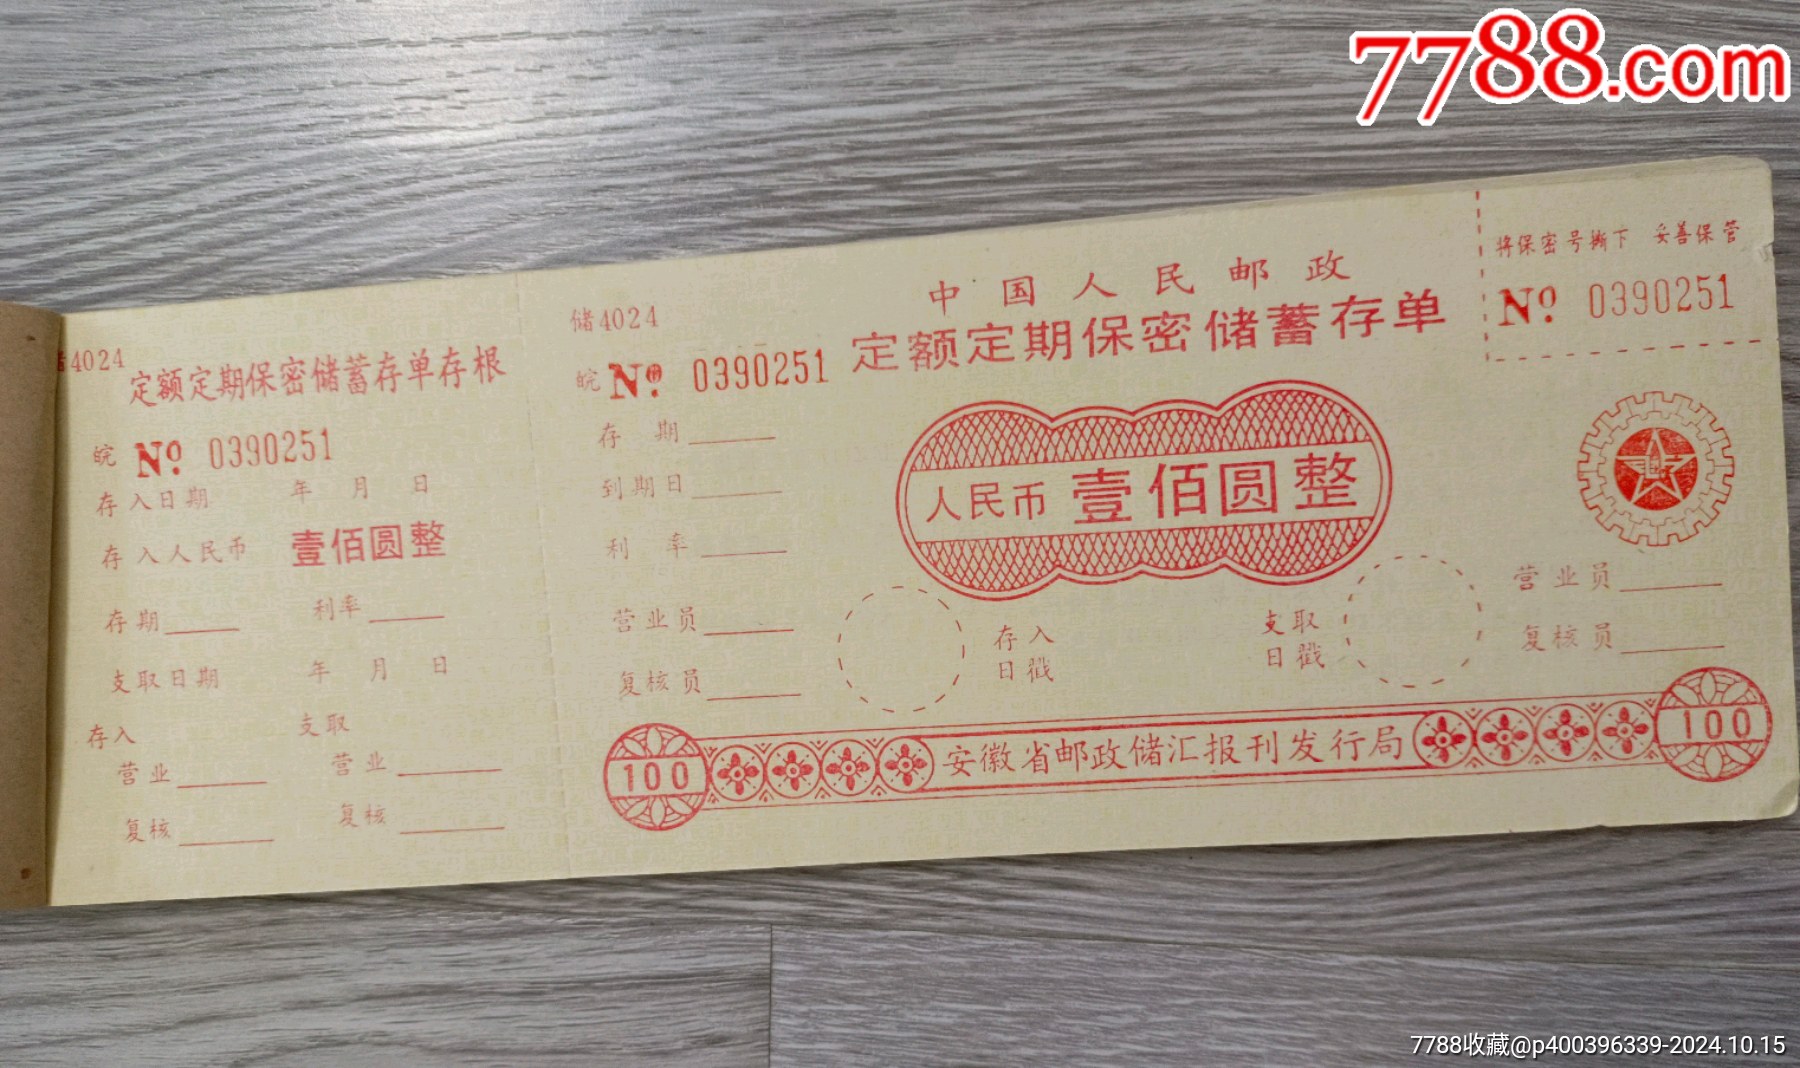 7788.com
储4024
定额定期保密储蓄存单存根
皖 No. 0390251
存入日期 年 月 日
存入人民币 壹佰圆整
存期 利率
支取日期 年 月 日
存入 支取
营业 营业
复核 复核
储4024
皖 No. 0390251
中国人民邮政
定额定期保密储蓄存单
存期
到期日
利率
营业员
复核员
人民币 壹佰圆整
存入日戳
支取日戳
将保密号撕下 妥善保管
No. 0390251
营业员
复核员
100 安徽省邮政储汇报刊发行局 100
7788收藏@p400396339-2024.10.15